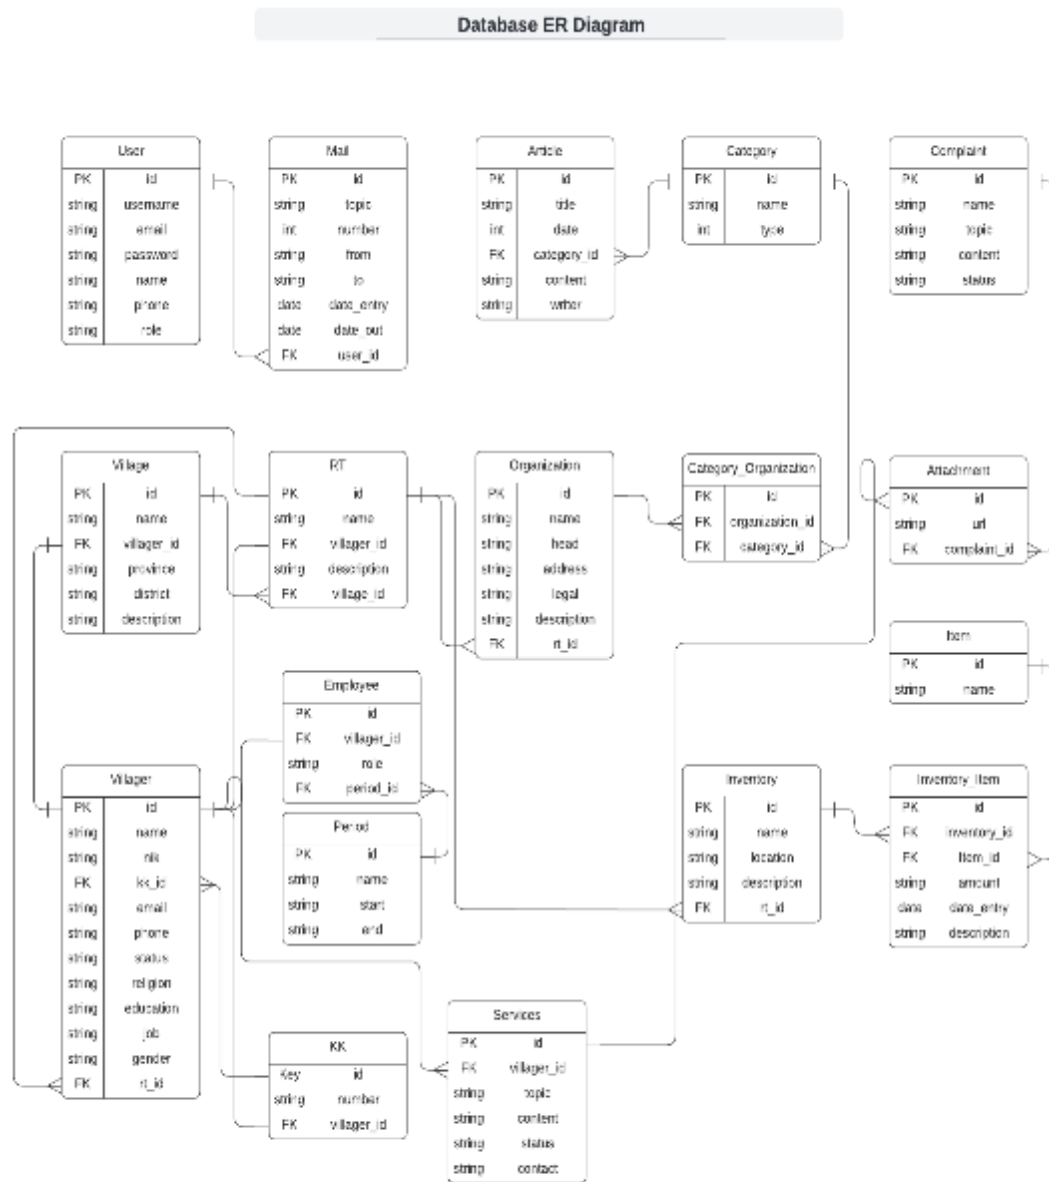 Database ER Diagram
User
PK id
string username
string email
string password
string name
string phone
string role
Mail
PK id
string topic
int number
string from
string to
date date_entry
date date_out
FK user_id
Article
PK id
string title
int date
FK category_id
string content
string writer
Category
PK id
string name
int type
Complaint
PK id
string name
string topic
string content
string status
Village
PK id
string name
FK villager_id
string province
string district
string description
RT
PK id
string name
FK villager_id
string description
FK village_id
Organization
PK id
string name
string head
string address
string legal
string description
FK rt_id
Category_Organization
PK id
FK organization_id
FK category_id
Attachment
PK id
string url
FK complaint_id
Item
PK id
string name
Employee
PK id
FK villager_id
string role
FK period_id
Period
PK id
string name
string start
string end
Villager
PK id
string name
string nik
FK kk_id
string email
string phone
string status
string religion
string education
string job
string gender
FK rt_id
Inventory
PK id
string name
string location
string description
FK rt_id
Inventory_Item
PK id
FK inventory_id
FK Item_id
string amount
date date_entry
string description
KK
Key id
string number
FK villager_id
Services
PK id
FK villager_id
string topic
string content
string status
string contact